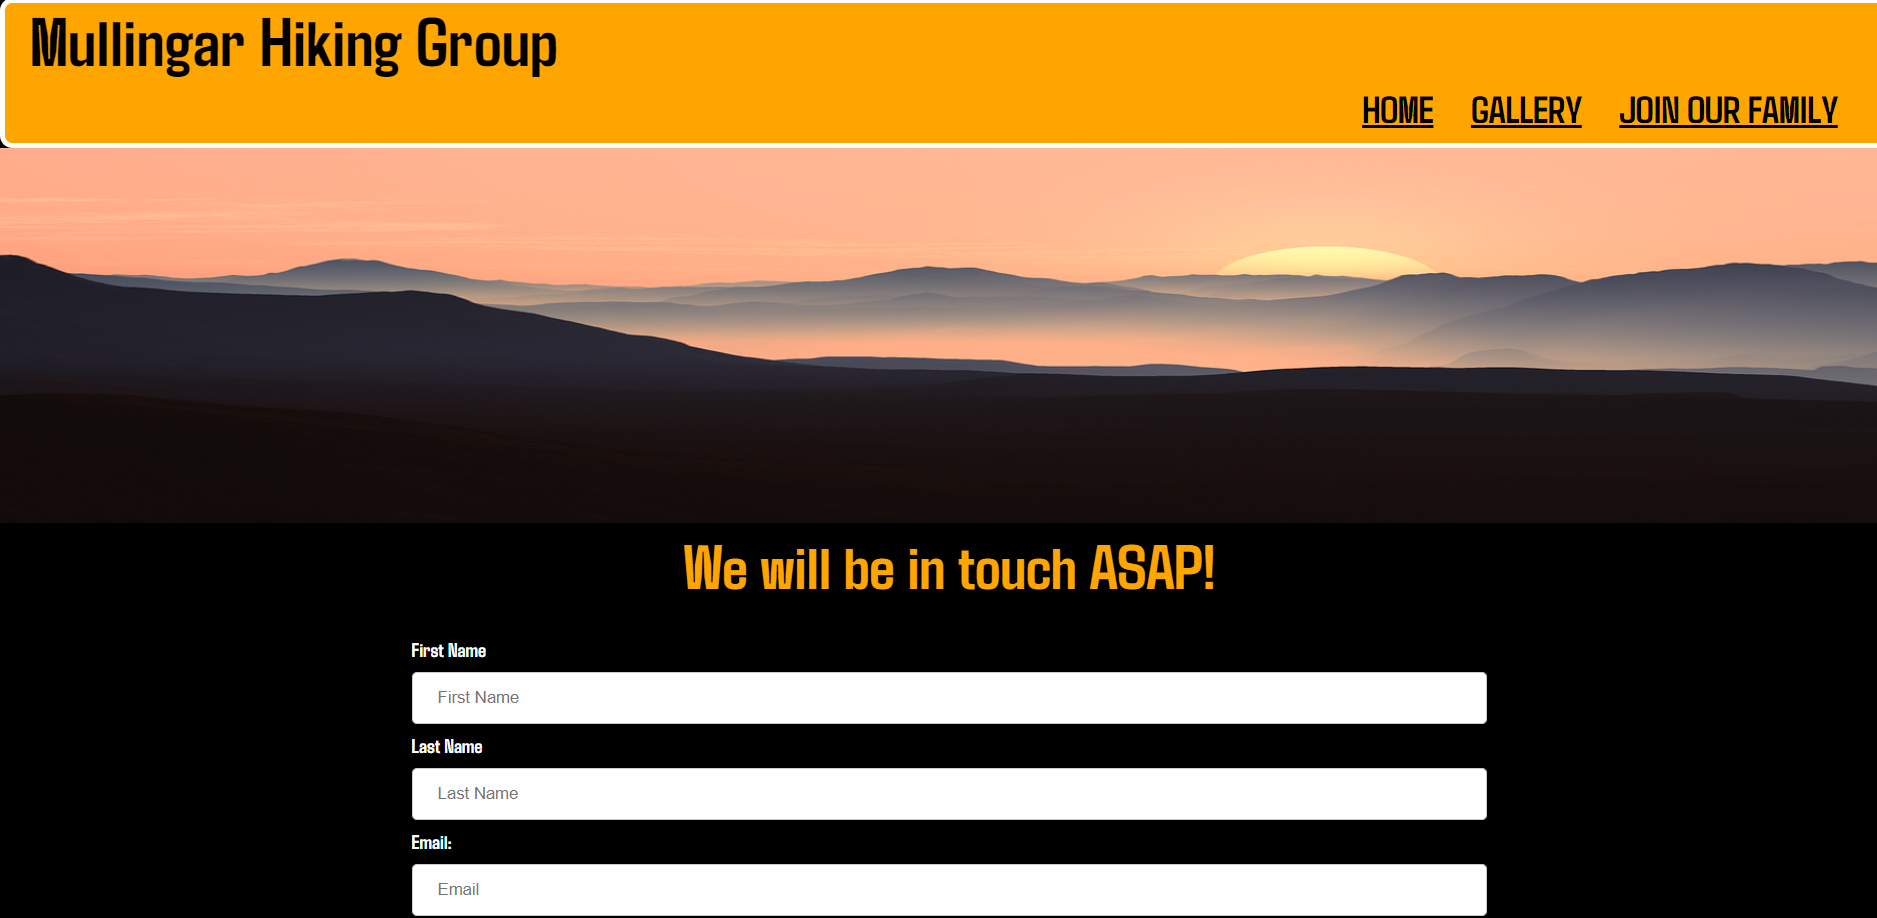 Mullingar Hiking Group
HOME GALLERY JOIN OUR FAMILY
We will be in touch ASAP!
First Name
First Name
Last Name
Last Name
Email:
Email